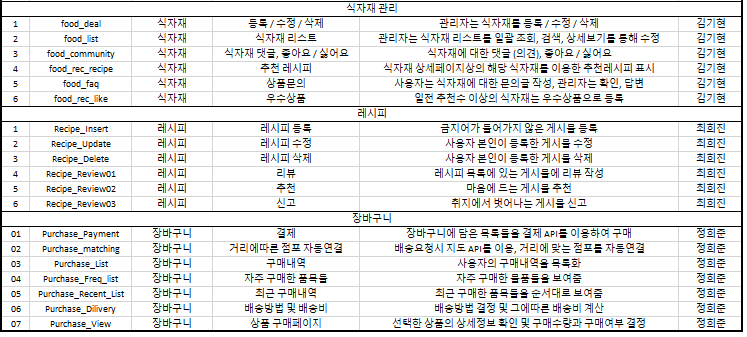 식자재 관리
1 food_deal 식자재 등록 / 수정 / 삭제 관리자는 식자재를 등록 / 수정 / 삭제 김기현
2 food_list 식자재 식자재 리스트 관리자는 식자재 리스트를 일괄 조회, 검색, 상세보기를 통해 수정 김기현
3 food_community 식자재 식자재 댓글, 좋아요 / 싫어요 식자재에 대한 댓글 (의견), 좋아요 / 싫어요 김기현
4 food_rec_recipe 식자재 추천 레시피 식자재 상세페이지상의 해당 식자재를 이용한 추천레시피 표시 김기현
5 food_faq 식자재 상품문의 사용자는 식자재에 대한 문의글 작성, 관리자는 확인, 답변 김기현
6 food_rec_like 식자재 우수상품 일전 추천수 이상의 식자재는 우수상품으로 등록 김기현
레시피
1 Recipe_Insert 레시피 레시피 등록 금지어가 들어가지 않은 게시물 등록 최희진
2 Recipe_Update 레시피 레시피 수정 사용자 본인이 등록한 게시물 수정 최희진
3 Recipe_Delete 레시피 레시피 삭제 사용자 본인이 등록한 게시물 삭제 최희진
4 Recipe_Review01 레시피 리뷰 레시피 목록에 있는 게시물에 리뷰 작성 최희진
5 Recipe_Review02 레시피 추천 마음에 드는 게시물 추천 최희진
6 Recipe_Review03 레시피 신고 취지에서 벗어나는 게시물 신고 최희진
장바구니
01 Purchase_Payment 장바구니 결제 장바구니에 담은 목록들을 결제 API를 이용하여 구매 정희준
02 Purchase_matching 장바구니 거리에따른 점포 자동연결 배송요청시 지도 API를 이용, 거리에 맞는 점포를 자동연결 정희준
03 Purchase_List 장바구니 구매내역 사용자의 구매내역을 목록화 정희준
04 Purchase_Freq_list 장바구니 자주 구매한 품목들 자주 구매한 물품들을 보여줌 정희준
05 Purchase_Recent_List 장바구니 최근 구매내역 최근 구매한 품목들을 순서대로 보여줌 정희준
06 Purchase_Dilivery 장바구니 배송방법 및 배송비 배송방법 결정 및 그에따른 배송비 계산 정희준
07 Purchase_View 장바구니 상품 구매페이지 선택한 상품의 상세정보 확인 및 구매수량과 구매여부 결정 정희준